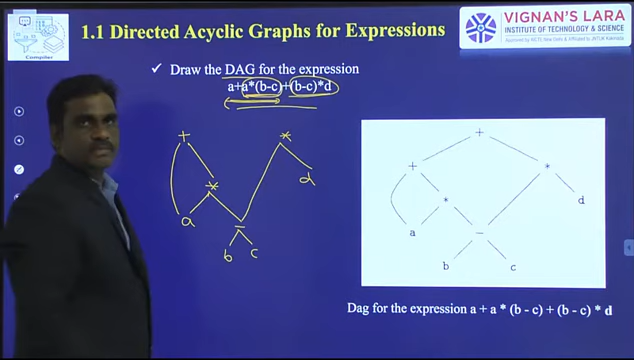 Compiler
1.1 Directed Acyclic Graphs for Expressions
VIGNAN'S LARA
INSTITUTE OF TECHNOLOGY & SCIENCE
✓ Draw the DAG for the expression
a+a*(b-c)+(b-c)*d
+ *
*
d
a
-
b c
+
+ *
*
d
a -
b c
Dag for the expression a + a * (b - c) + (b - c) * d